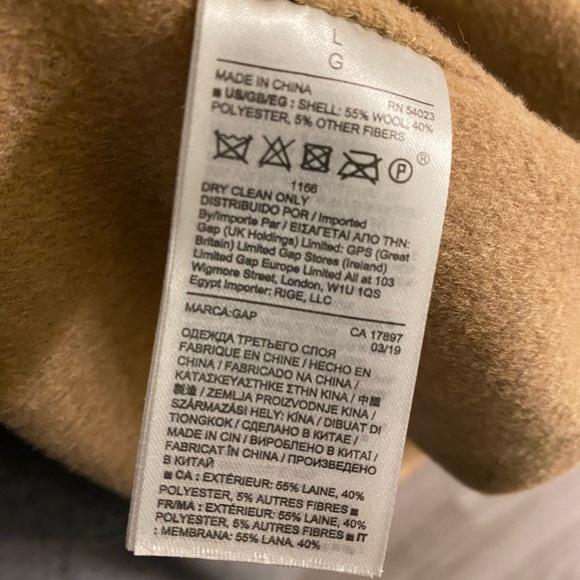 L
G
MADE IN CHINA RN 54023
■ US/GB/EG : SHELL: 55% WOOL, 40%
POLYESTER, 5% OTHER FIBERS
P ®
1166
DRY CLEAN ONLY
DISTRIBUIDO POR / Imported
By/Importe Par / ΕΙΣΑΓΕΤΑΙ ΑΠΟ ΤΗΝ:
Gap (UK Holdings) Limited: GPS (Great
Britain) Limited Gap Stores (Ireland)
Limited Gap Europe Limited All at 103
Wigmore Street, London, W1U 1QS
Egypt Importer: RIGE, LLC
MARCA:GAP CA 17897
03/19
ОДЕЖДА ТРЕТЬЕГО СЛОЯ
FABRIQUE EN CHINE / HECHO EN
CHINA / FABRICADO NA CHINA /
ΚΑΤΑΣΚΕΥΑΣΤΗΚΕ ΣΤΗΝ ΚΙΝΑ / 中國
製造 / ZEMLJA PROIZVODNJE KINA /
SZÁRMAZÁSI HELY: KÍNA / DIBUAT DI
TIONGKOK / СДЕЛАНО В КИТАЕ /
MADE IN CIN / ВИРОБЛЕНО В КИТАЇ /
FABRICAT ÎN CHINA / ПРОИЗВЕДЕНО
В КИТАЙ
■ CA : EXTÉRIEUR: 55% LAINE, 40%
POLYESTER, 5% AUTRES FIBRES ■
FR/MA : EXTÉRIEUR: 55% LAINE, 40%
POLYESTER, 5% AUTRES FIBRES ■ IT
: MEMBRANA: 55% LANA, 40%